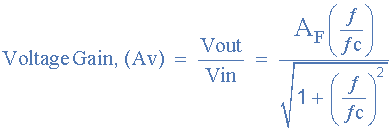 Voltage Gain, (Av) = Vout / Vin = A_F (f / fc) / √(1 + (f / fc)²)